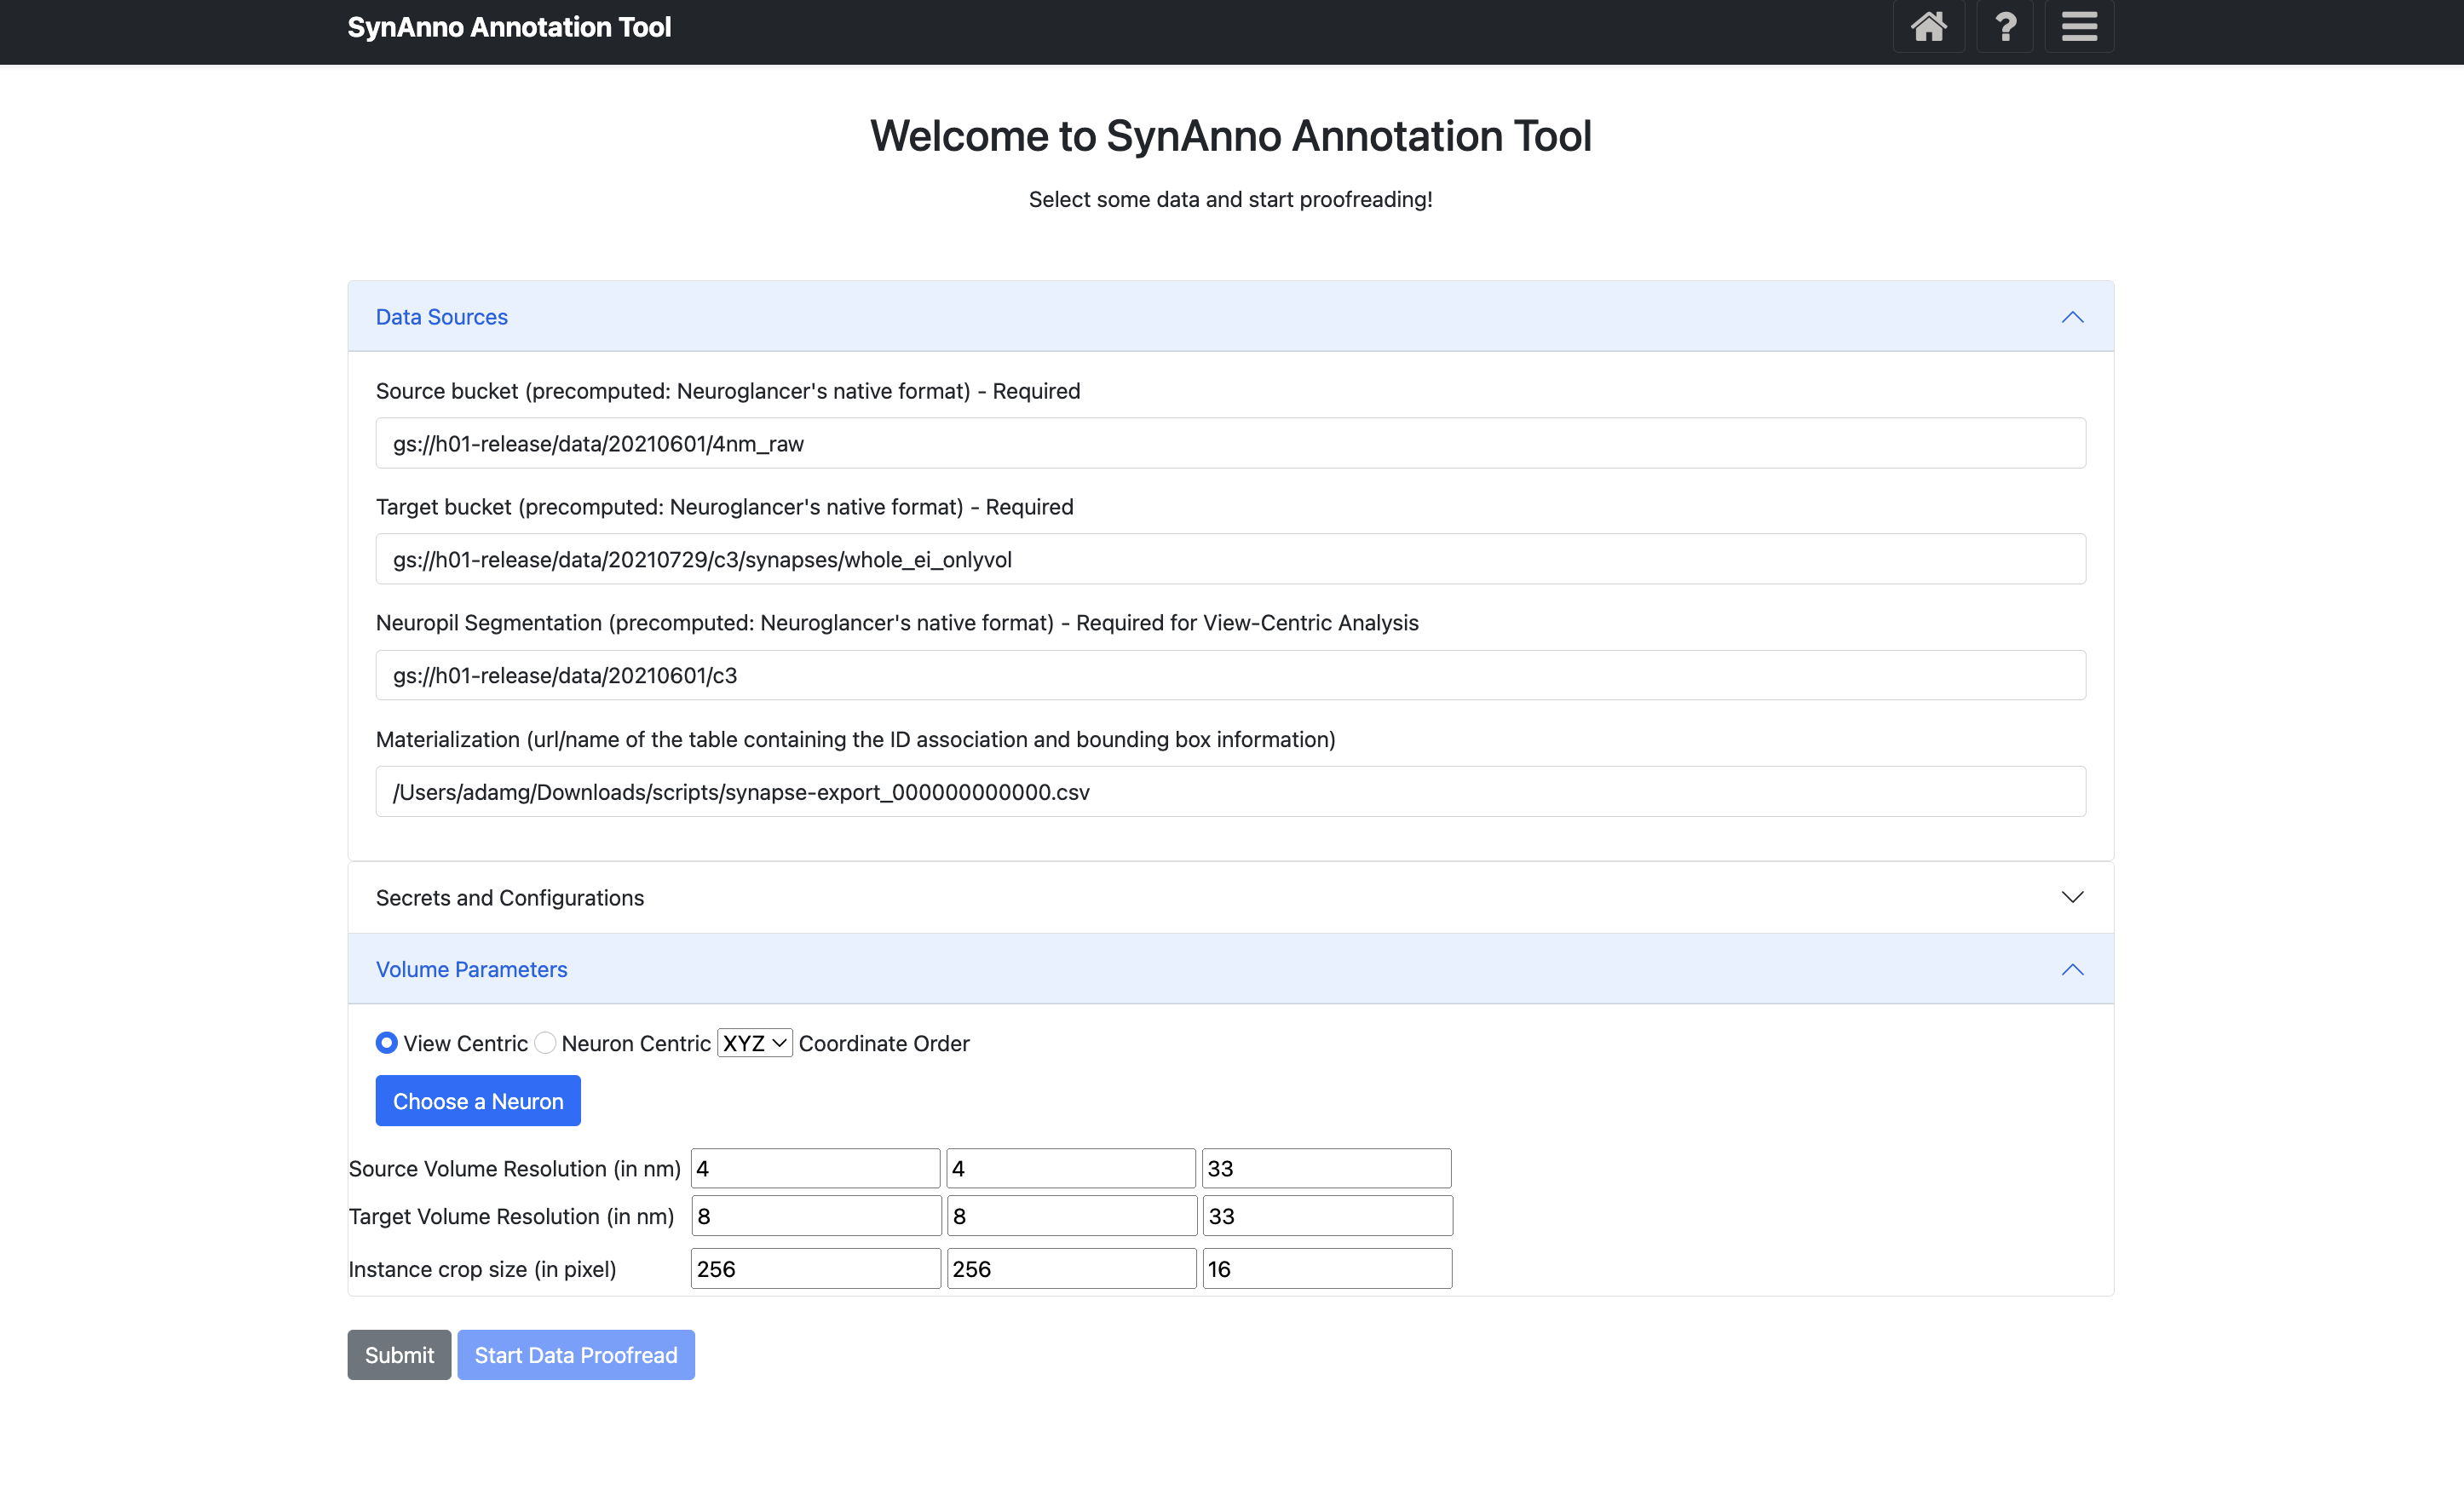 SynAnno Annotation Tool
?
Welcome to SynAnno Annotation Tool
Select some data and start proofreading!
Data Sources
Source bucket (precomputed: Neuroglancer's native format) - Required
gs://h01-release/data/20210601/4nm_raw
Target bucket (precomputed: Neuroglancer's native format) - Required
gs://h01-release/data/20210729/c3/synapses/whole_ei_onlyvol
Neuropil Segmentation (precomputed: Neuroglancer's native format) - Required for View-Centric Analysis
gs://h01-release/data/20210601/c3
Materialization (url/name of the table containing the ID association and bounding box information)
/Users/adamg/Downloads/scripts/synapse-export_000000000000.csv
Secrets and Configurations
Volume Parameters
View Centric Neuron Centric XYZ Coordinate Order
Choose a Neuron
Source Volume Resolution (in nm) 4 4 33
Target Volume Resolution (in nm) 8 8 33
Instance crop size (in pixel) 256 256 16
Submit Start Data Proofread